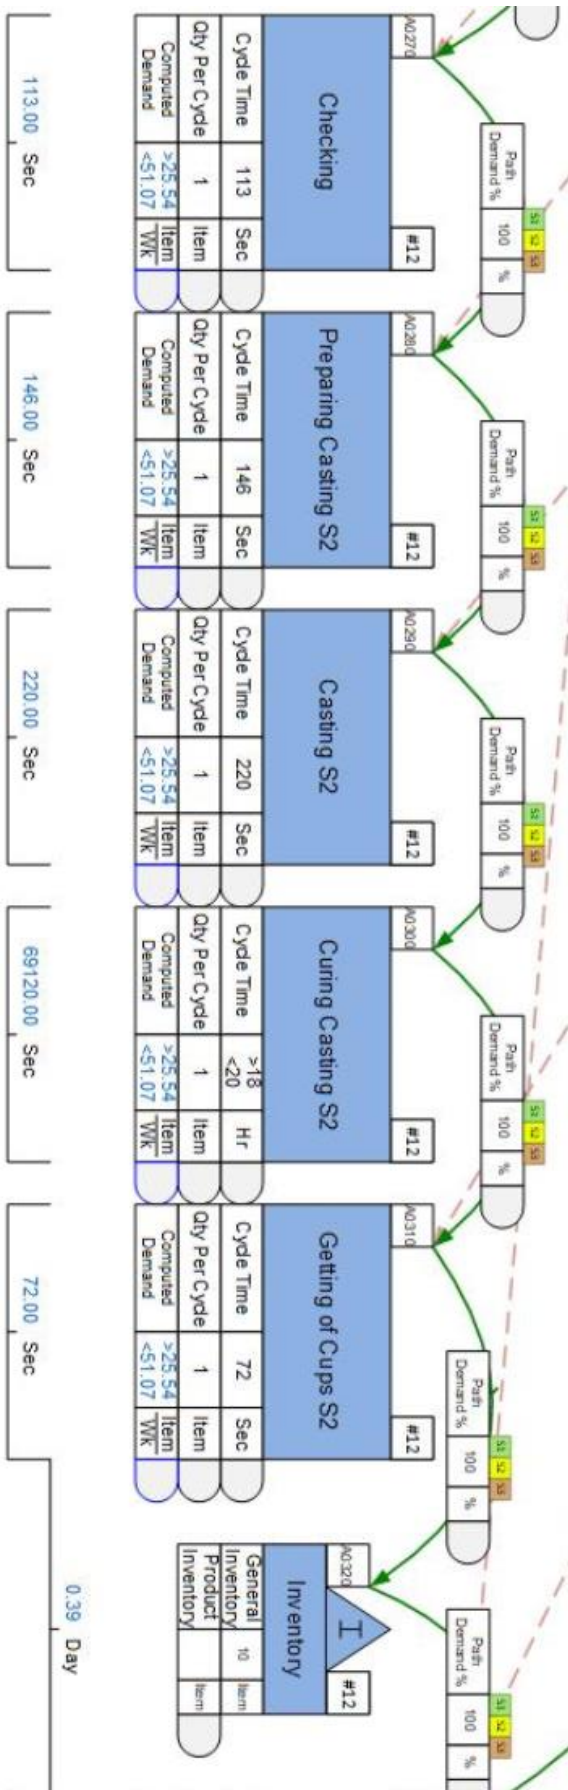 Path
Demand %
100
%
S1
S2
S3
A0270
#12
Checking
Cycle Time
113
Sec
Qty Per Cycle
1
Item
Computed
Demand
>25.54
<51.07
Item
Wk
113.00 Sec
Path
Demand %
100
%
S1
S2
S3
A0280
#12
Preparing Casting S2
Cycle Time
146
Sec
Qty Per Cycle
1
Item
Computed
Demand
>25.54
<51.07
Item
Wk
146.00 Sec
Path
Demand %
100
%
S1
S2
S3
A0290
#12
Casting S2
Cycle Time
220
Sec
Qty Per Cycle
1
Item
Computed
Demand
>25.54
<51.07
Item
Wk
220.00 Sec
Path
Demand %
100
%
S1
S2
S3
A0300
#12
Curing Casting S2
Cycle Time
>18
<20
Hr
Qty Per Cycle
1
Item
Computed
Demand
>25.54
<51.07
Item
Wk
69120.00 Sec
Path
Demand %
100
%
S1
S2
S3
A0310
#12
Getting of Cups S2
Cycle Time
72
Sec
Qty Per Cycle
1
Item
Computed
Demand
>25.54
<51.07
Item
Wk
72.00 Sec
Path
Demand %
100
%
S1
S2
S3
A0320
I
#12
Inventory
General
Inventory
10
Item
Product
Inventory
Item
0.39 Day